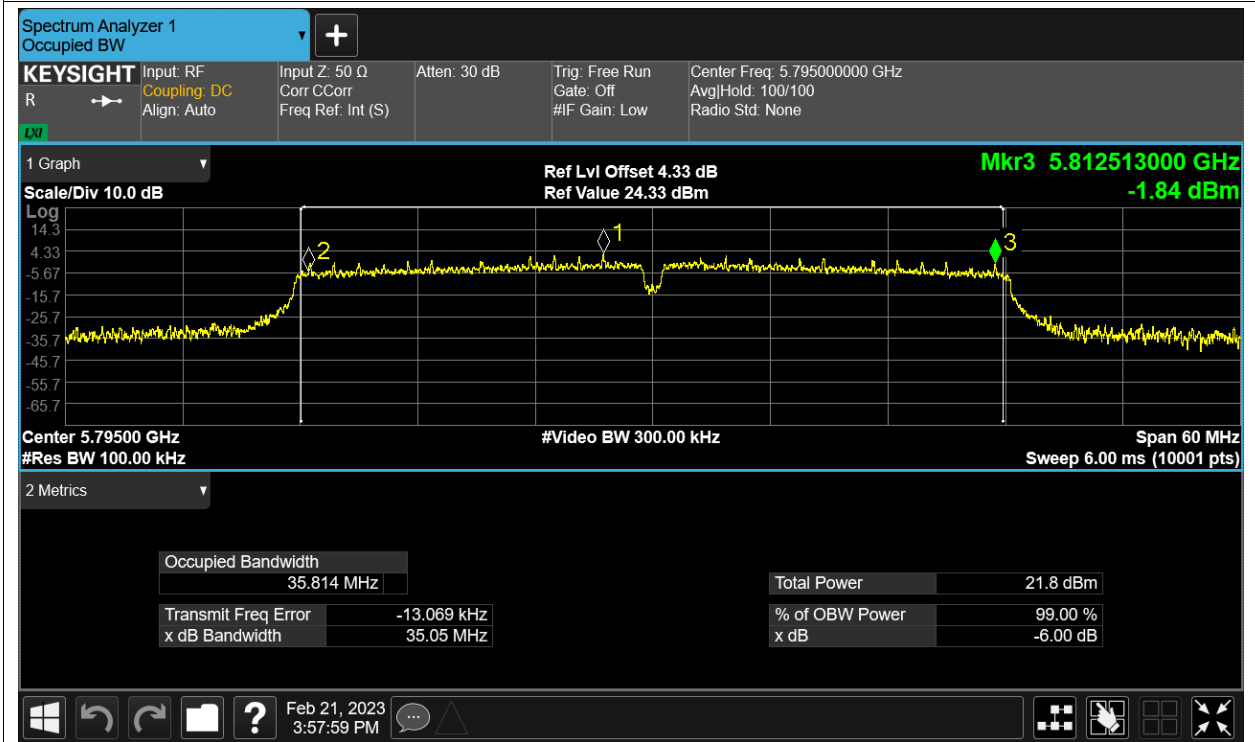 Spectrum Analyzer 1
Occupied BW
KEYSIGHT
R
LXI
Input: RF
Coupling: DC
Align: Auto
Input Z: 50 Ω
Corr CCorr
Freq Ref: Int (S)
Atten: 30 dB
Trig: Free Run
Gate: Off
#IF Gain: Low
Center Freq: 5.795000000 GHz
Avg|Hold: 100/100
Radio Std: None
1 Graph
Scale/Div 10.0 dB
Ref Lvl Offset 4.33 dB
Ref Value 24.33 dBm
Mkr3 5.812513000 GHz
-1.84 dBm
Log
14.3
4.33
-5.67
-15.7
-25.7
-35.7
-45.7
-55.7
-65.7
2
1
3
Center 5.79500 GHz
#Res BW 100.00 kHz
#Video BW 300.00 kHz
Span 60 MHz
Sweep 6.00 ms (10001 pts)
2 Metrics
Occupied Bandwidth
35.814 MHz
Transmit Freq Error -13.069 kHz
x dB Bandwidth 35.05 MHz
Total Power 21.8 dBm
% of OBW Power 99.00 %
x dB -6.00 dB
?
Feb 21, 2023
3:57:59 PM